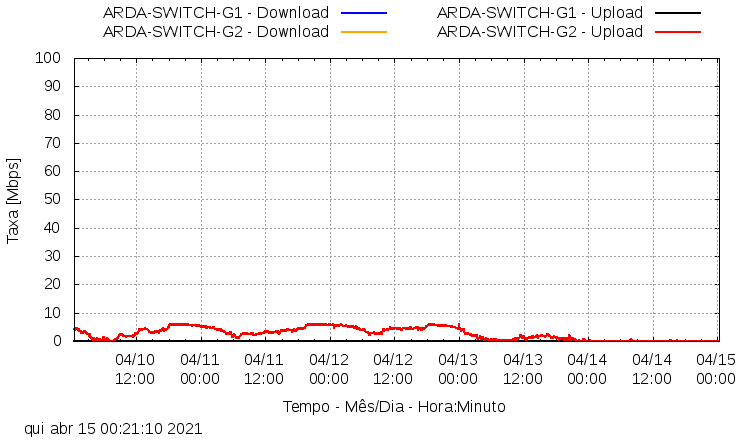 ARDA-SWITCH-G1 - Download ARDA-SWITCH-G1 - Upload
ARDA-SWITCH-G2 - Download ARDA-SWITCH-G2 - Upload
100
90
80
70
60
50
40
30
20
10
0
Taxa [Mbps]
04/10 04/11 04/11 04/12 04/12 04/13 04/13 04/14 04/14 04/15
12:00 00:00 12:00 00:00 12:00 00:00 12:00 00:00 12:00 00:00
Tempo - Mês/Dia - Hora:Minuto
qui abr 15 00:21:10 2021